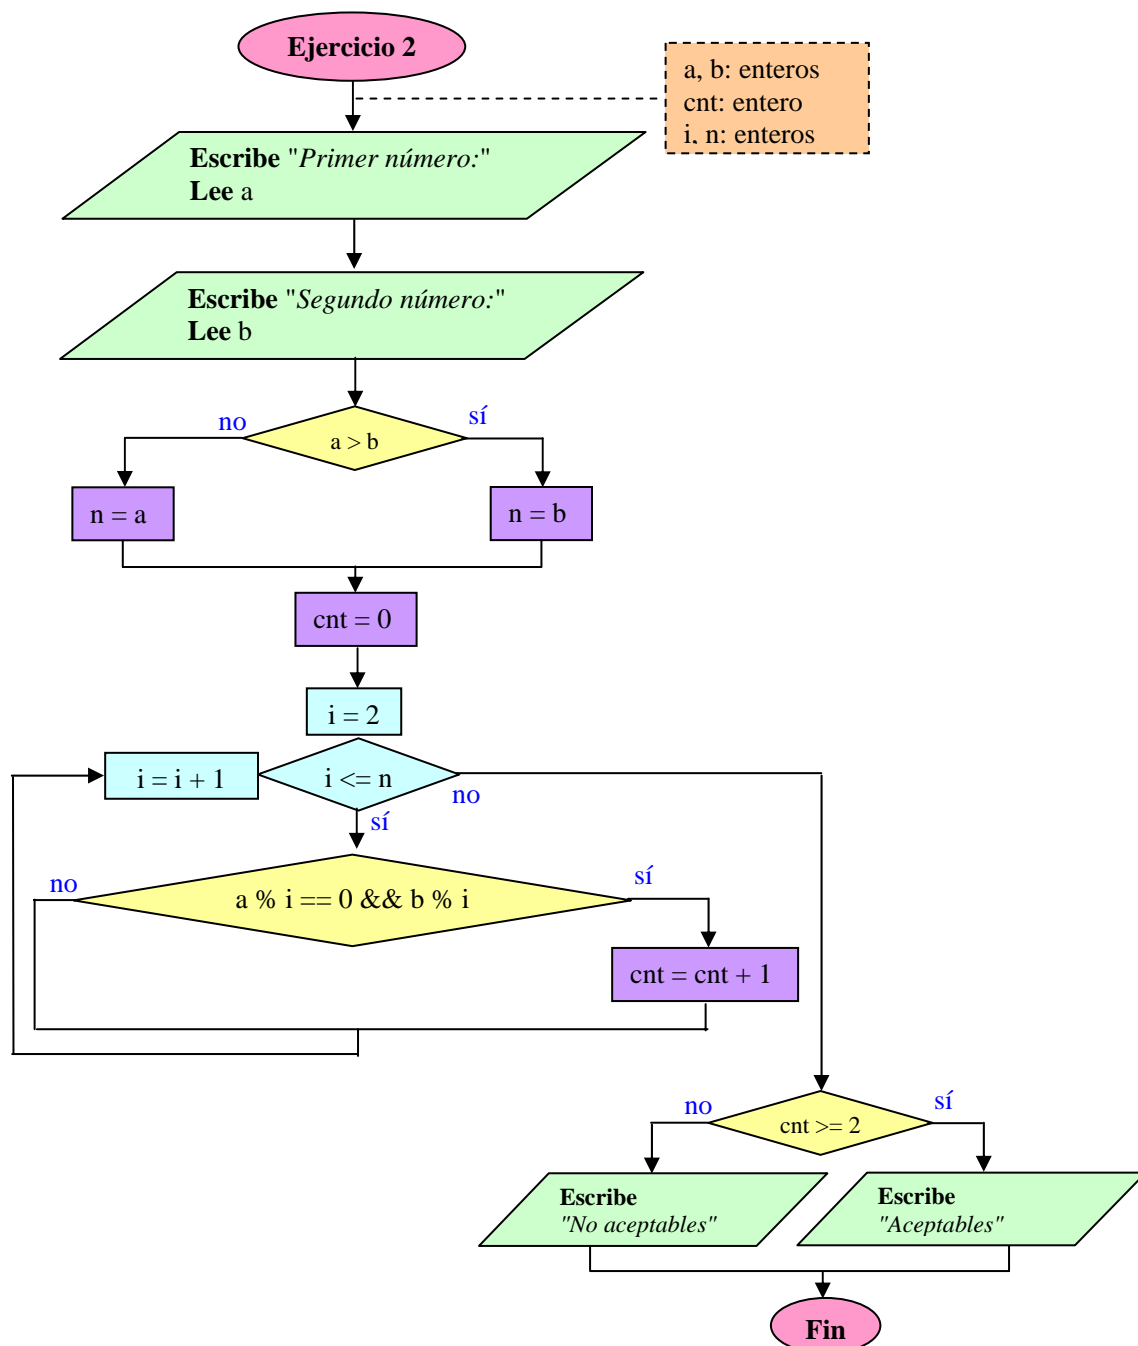 Ejercicio 2
a, b: enteros
cnt: entero
i, n: enteros
Escribe "Primer número:"
Lee a
Escribe "Segundo número:"
Lee b
no
sí
a > b
n = a
n = b
cnt = 0
i = 2
i = i + 1
i <= n
no
sí
no
sí
a % i == 0 && b % i
cnt = cnt + 1
no
sí
cnt >= 2
Escribe
"No aceptables"
Escribe
"Aceptables"
Fin